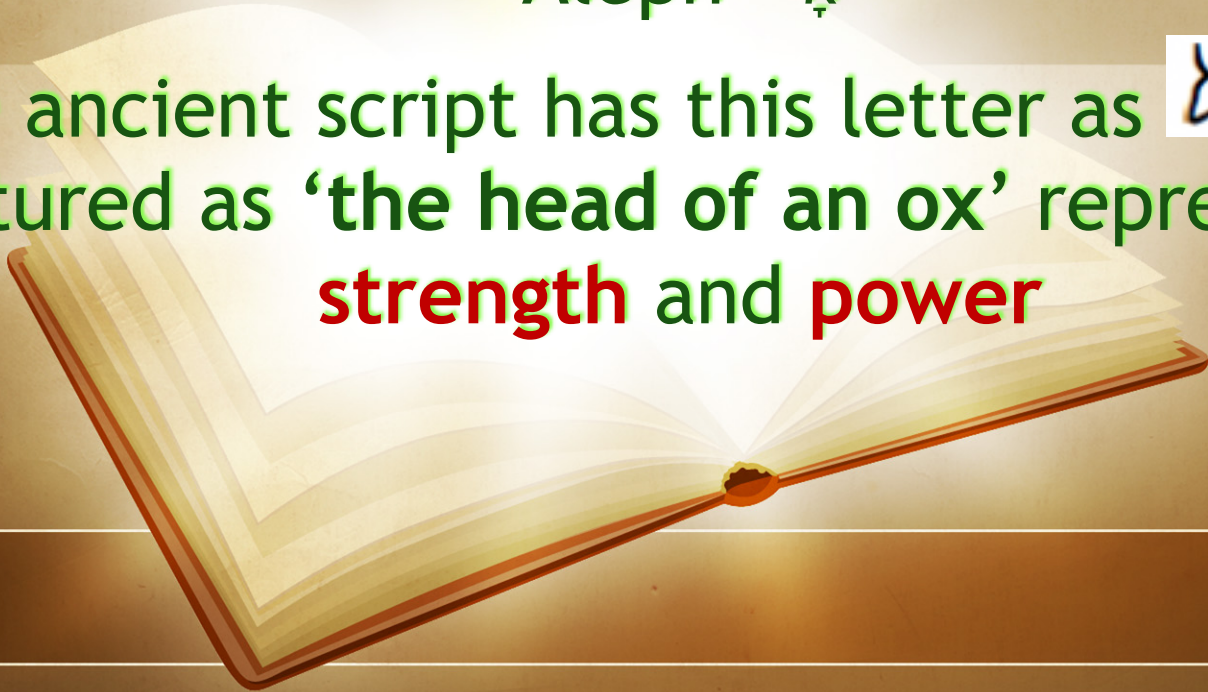 ancient script has this letter as
tured as ‘the head of an ox’ repre
strength and power